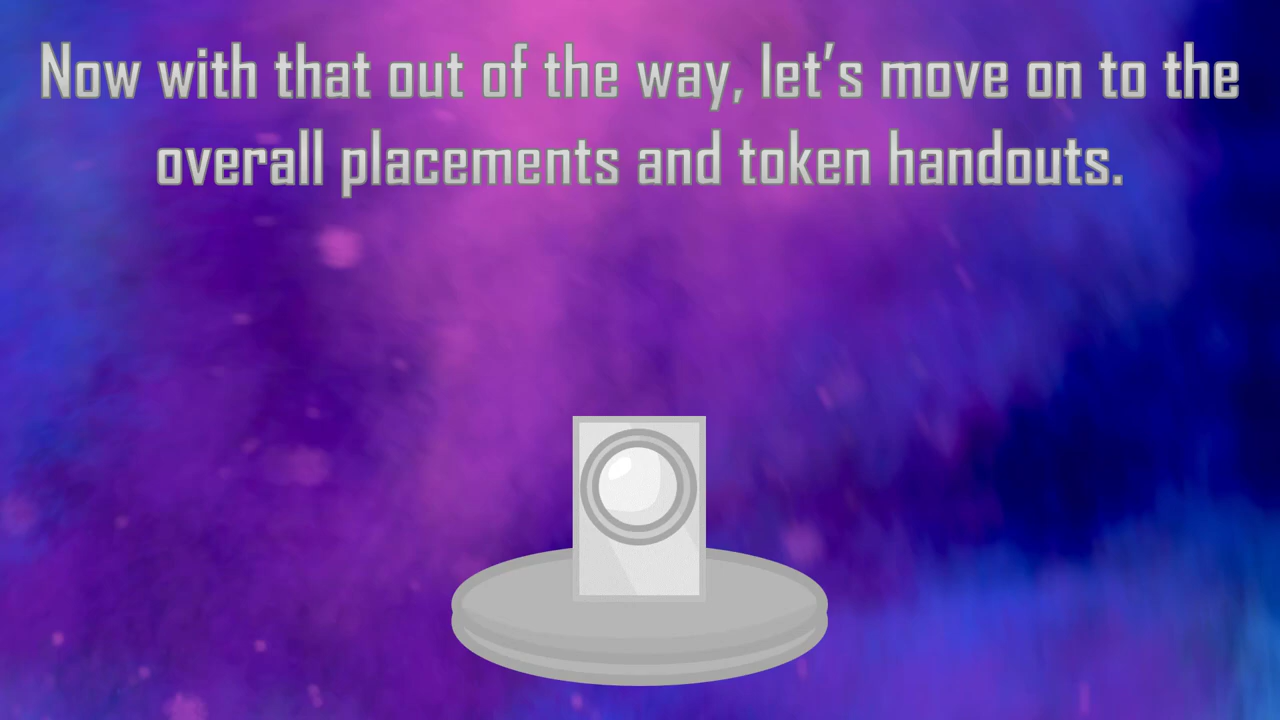 Now with that out of the way, let’s move on to the
overall placements and token handouts.